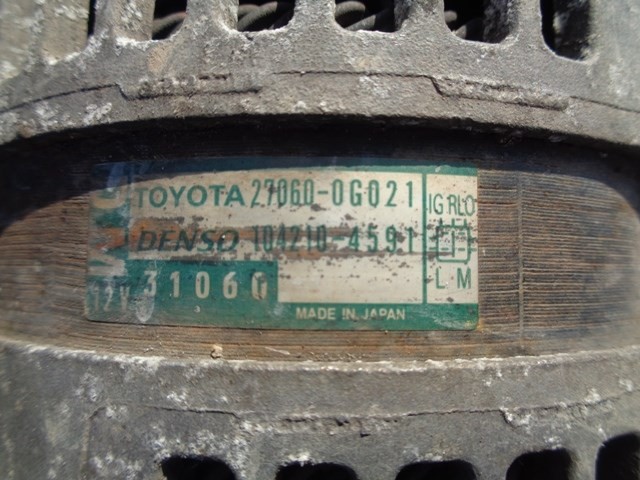 TOYOTA 27060-0G021
DENSO 104210-4591
12V 31060
MADE IN JAPAN
IG RLO
L M